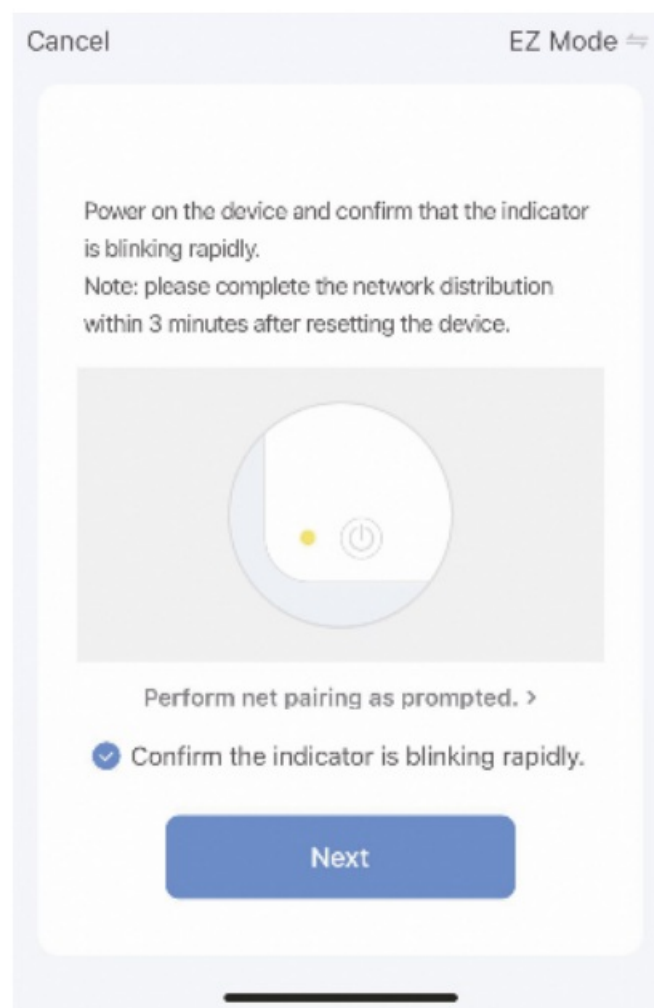 Cancel
EZ Mode
Power on the device and confirm that the indicator
is blinking rapidly.
Note: please complete the network distribution
within 3 minutes after resetting the device.
Perform net pairing as prompted. >
Confirm the indicator is blinking rapidly.
Next